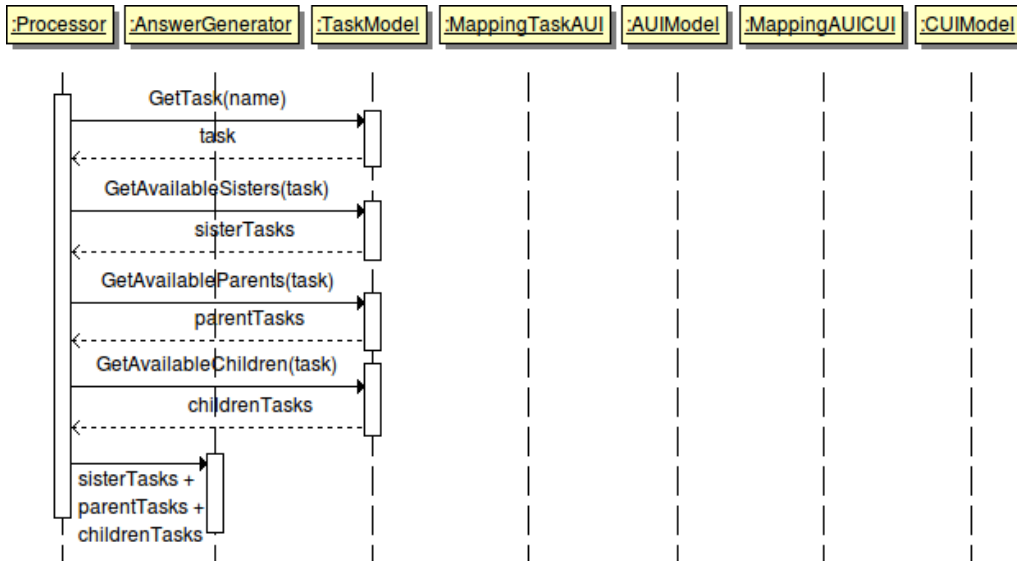 :Processor :AnswerGenerator :TaskModel :MappingTaskAUI :AUIModel :MappingAUICUI :CUIModel
GetTask(name)
task
GetAvailableSisters(task)
sisterTasks
GetAvailableParents(task)
parentTasks
GetAvailableChildren(task)
childrenTasks
sisterTasks +
parentTasks +
childrenTasks